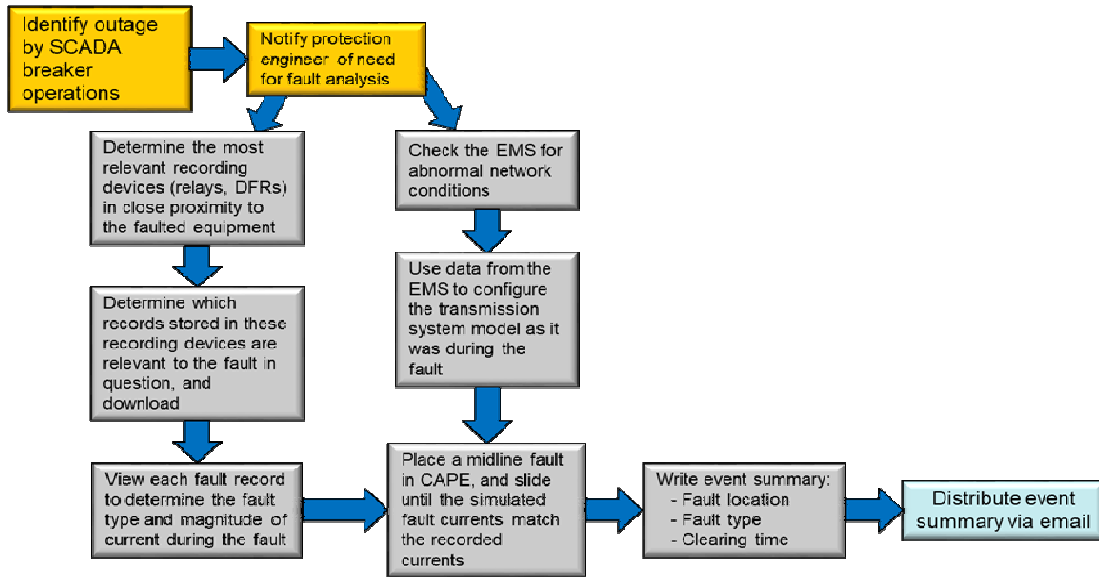 Identify outage
by SCADA
breaker
operations
Notify protection
engineer of need
for fault analysis
Determine the most
relevant recording
devices (relays, DFRs)
in close proximity to
the faulted equipment
Determine which
records stored in these
recording devices are
relevant to the fault in
question, and
download
View each fault record
to determine the fault
type and magnitude of
current during the fault
Check the EMS for
abnormal network
conditions
Use data from the
EMS to configure
the transmission
system model as it
was during the
fault
Place a midline fault
in CAPE, and slide
until the simulated
fault currents match
the recorded
currents
Write event summary:
- Fault location
- Fault type
- Clearing time
Distribute event
summary via email